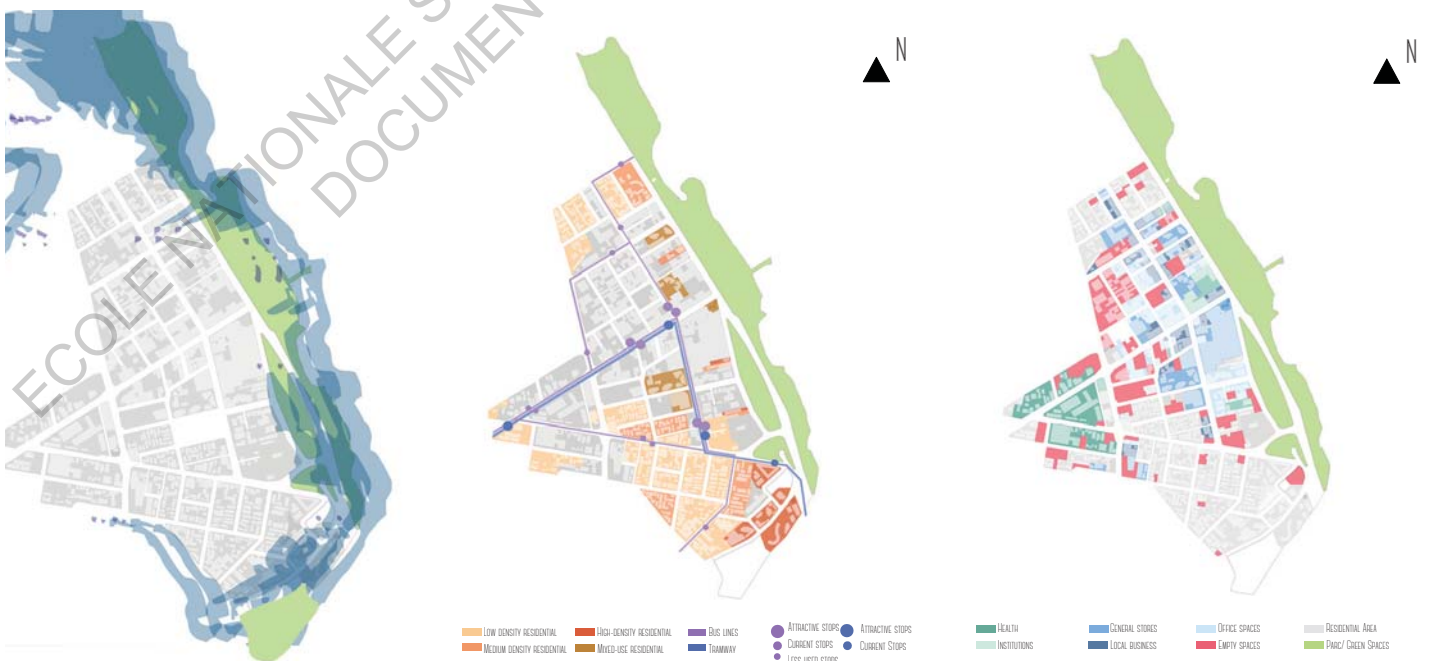 ECOLE NATIONALE S
DOCUMEN
N
N
LOW DENSITY RESIDENTIAL
MEDIUM DENSITY RESIDENTIAL
HIGH-DENSITY RESIDENTIAL
MIXED-USE RESIDENTIAL
BUS LINES
TRAMWAY
ATTRACTIVE STOPS
CURRENT STOPS
LESS USED STOPS
ATTRACTIVE STOPS
CURRENT STOPS
HEALTH
INSTITUTIONS
GENERAL STORES
LOCAL BUSINESS
OFFICE SPACES
EMPTY SPACES
RESIDENTIAL AREA
PARC/ GREEN SPACES